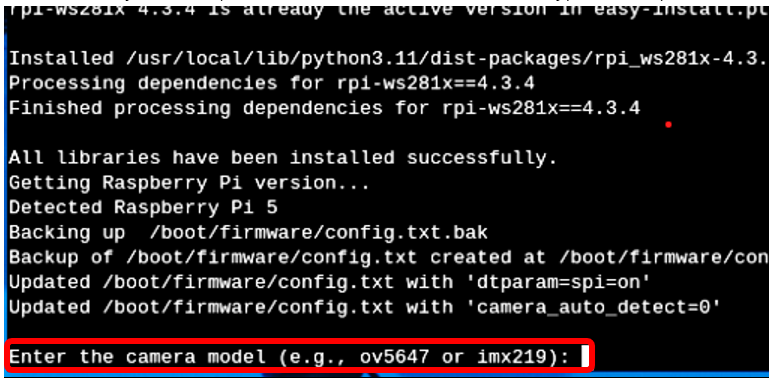 rpi-ws281x 4.3.4 is already the active version in easy-install.pt
Installed /usr/local/lib/python3.11/dist-packages/rpi_ws281x-4.3.
Processing dependencies for rpi-ws281x==4.3.4
Finished processing dependencies for rpi-ws281x==4.3.4
All libraries have been installed successfully.
Getting Raspberry Pi version...
Detected Raspberry Pi 5
Backing up  /boot/firmware/config.txt.bak
Backup of /boot/firmware/config.txt created at /boot/firmware/con
Updated /boot/firmware/config.txt with 'dtparam=spi=on'
Updated /boot/firmware/config.txt with 'camera_auto_detect=0'
Enter the camera model (e.g., ov5647 or imx219):